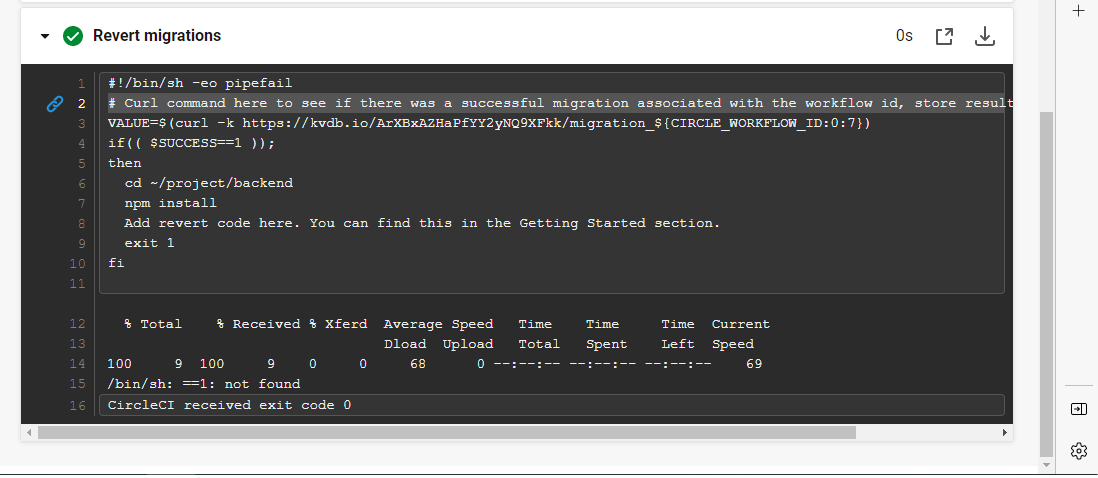 Revert migrations 0s
1 #!/bin/sh -eo pipefail
2 # Curl command here to see if there was a successful migration associated with the workflow id, store result
3 VALUE=$(curl -k https://kvdb.io/ArXBxAZHaPfYY2yNQ9XFkk/migration_${CIRCLE_WORKFLOW_ID:0:7})
4 if(( $SUCCESS==1 ));
5 then
6 cd ~/project/backend
7 npm install
8 Add revert code here. You can find this in the Getting Started section.
9 exit 1
10 fi
11
12 % Total % Received % Xferd Average Speed Time Time Time Current
13 Dload Upload Total Spent Left Speed
14 100 9 100 9 0 0 68 0 --:--:-- --:--:-- --:--:-- 69
15 /bin/sh: ==1: not found
16 CircleCI received exit code 0